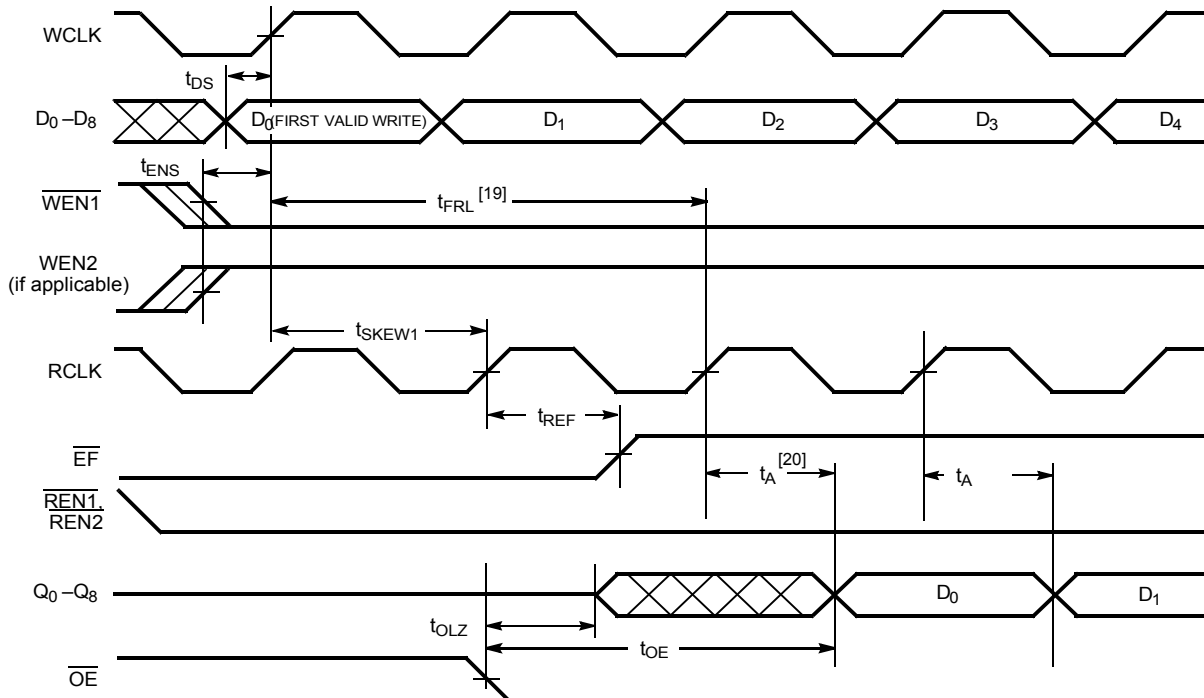 WCLK
tDS
D0 –D8
D0(FIRST VALID WRITE)
D1
D2
D3
D4
tENS
WEN1
tFRL [19]
WEN2
(if applicable)
tSKEW1
RCLK
tREF
EF
tA [20]
tA
REN1,
REN2
Q0 –Q8
D0
D1
tOLZ
tOE
OE